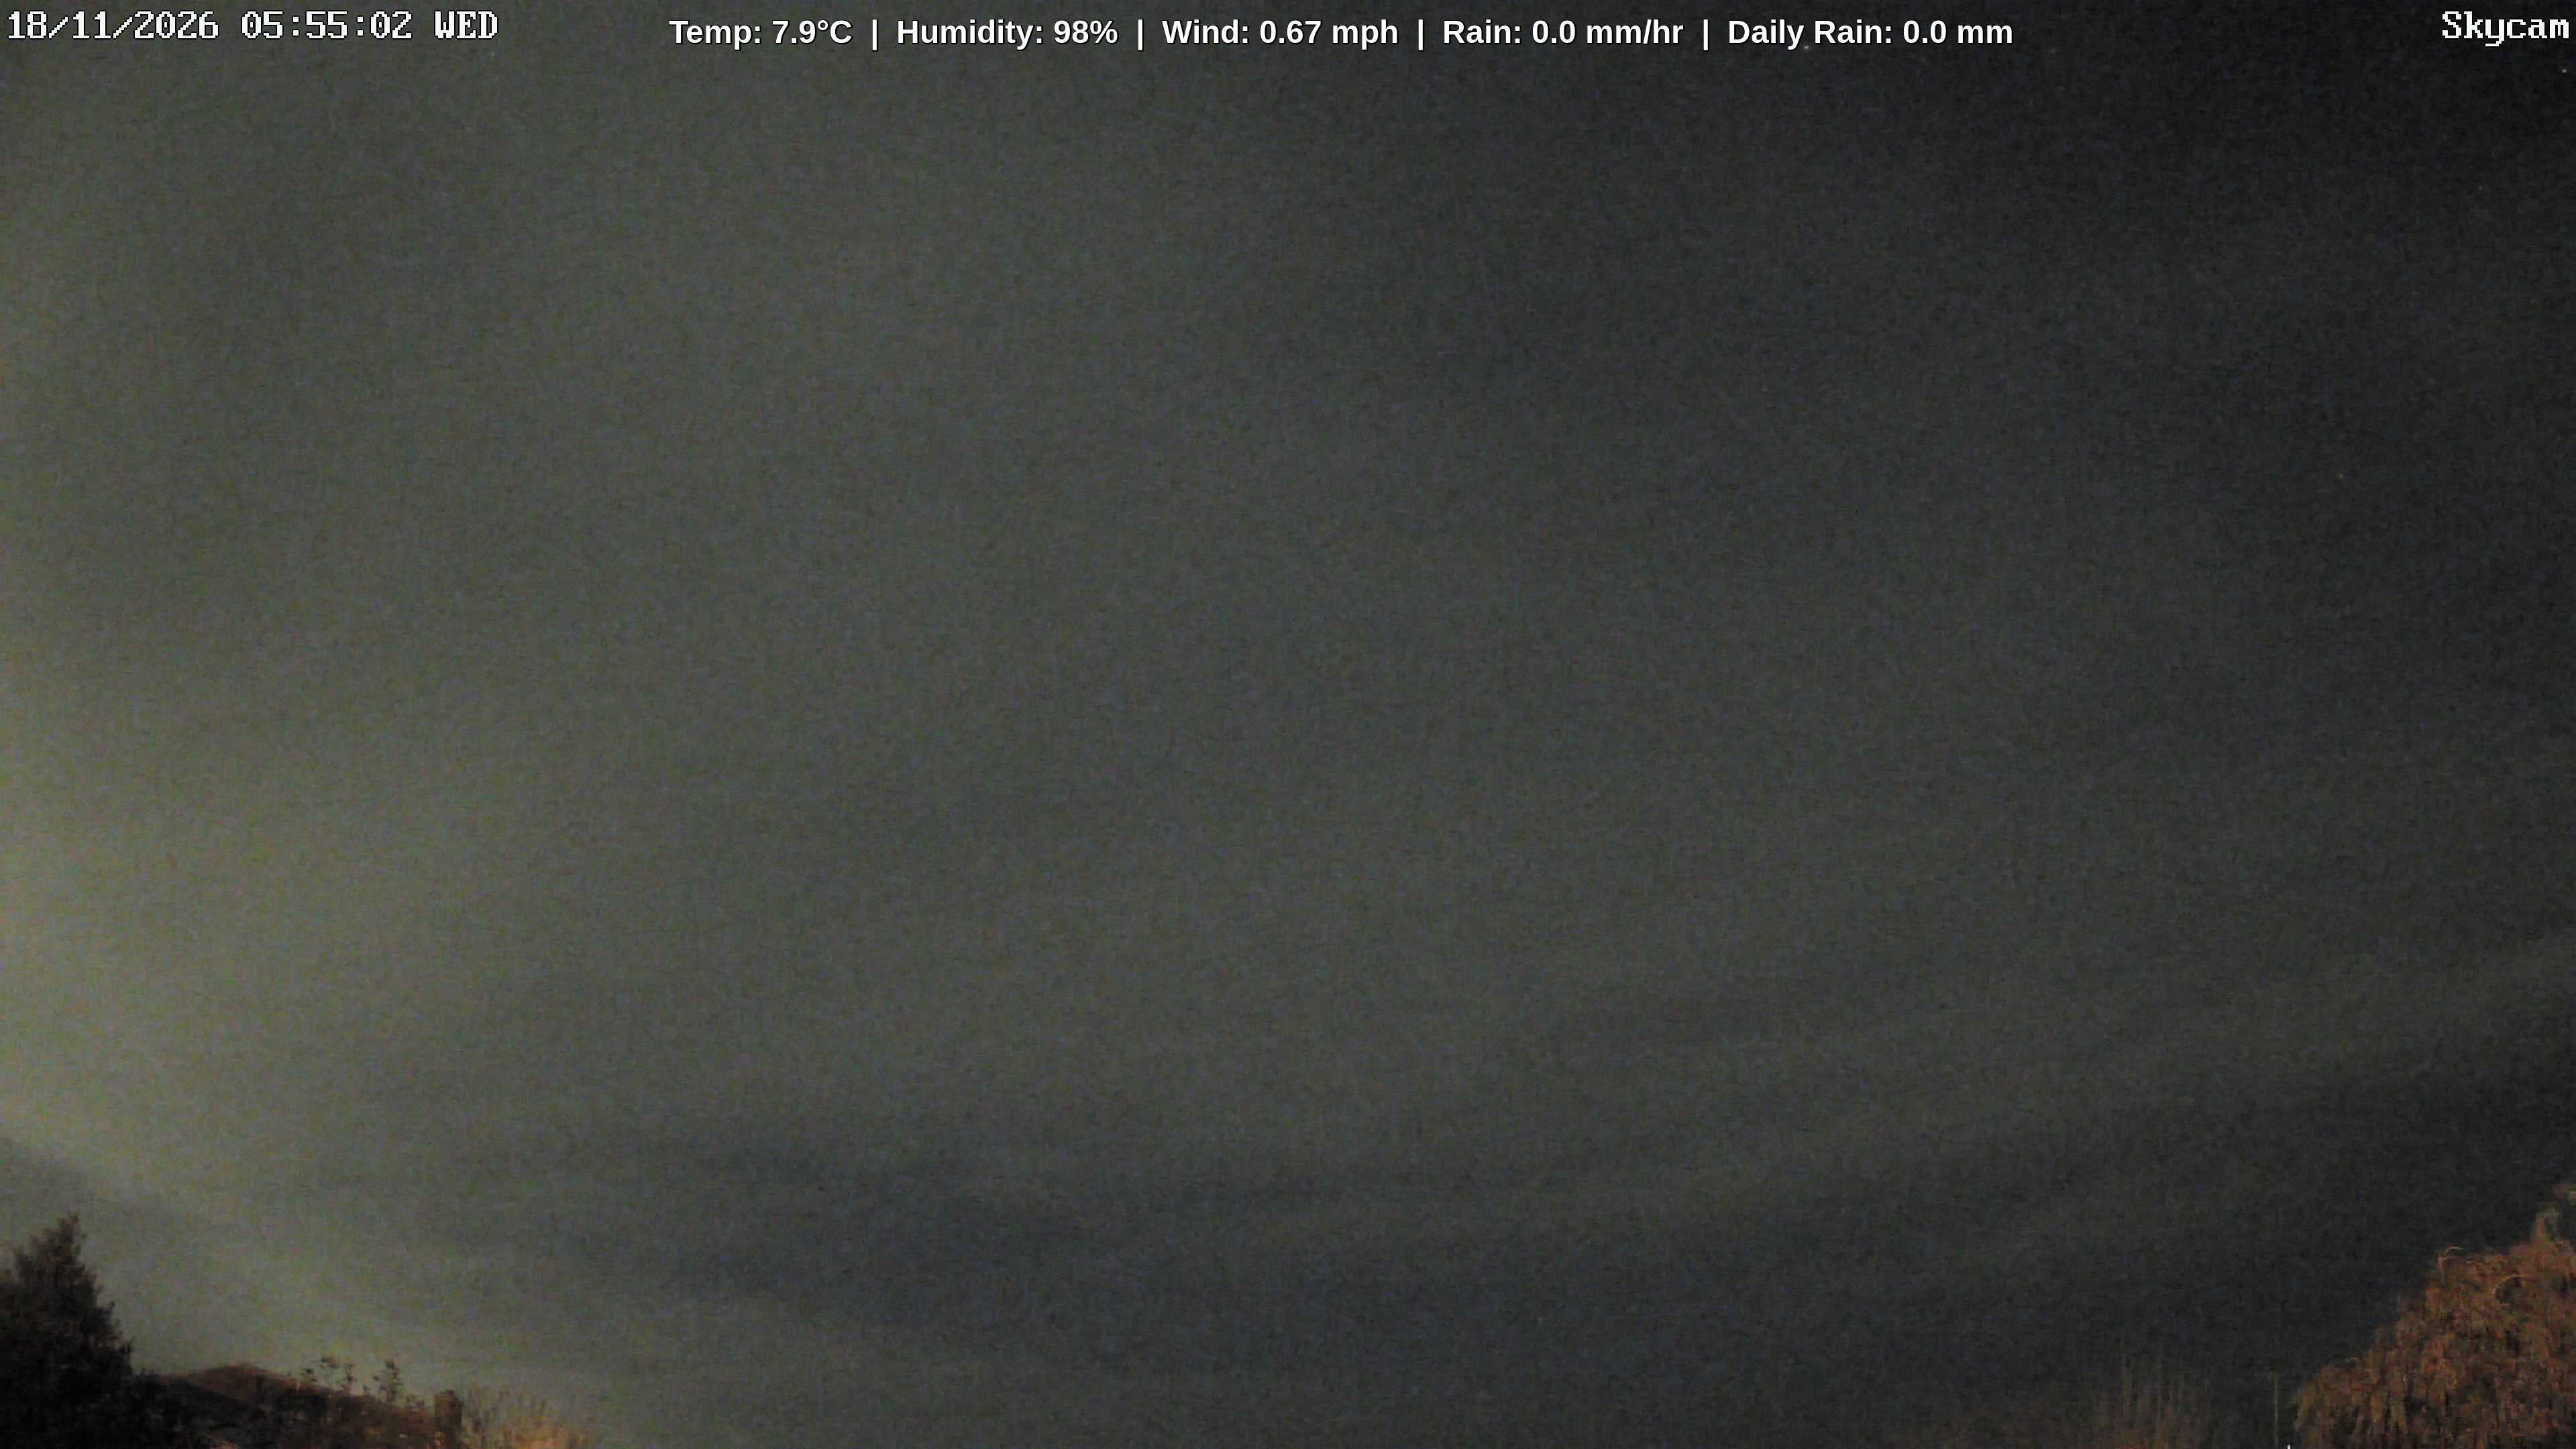 18/11/2026 05:55:02 WED
Temp: 7.9°C | Humidity: 98% | Wind: 0.67 mph | Rain: 0.0 mm/hr | Daily Rain: 0.0 mm
Skycam